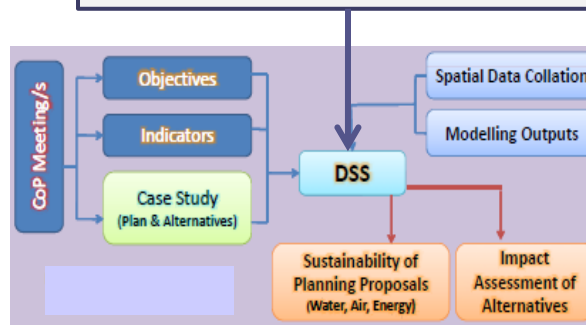 CoP Meeting/s
Objectives
Indicators
Case Study
(Plan & Alternatives)
DSS
Spatial Data Collation
Modelling Outputs
Sustainability of
Planning Proposals
(Water, Air, Energy)
Impact
Assessment of
Alternatives